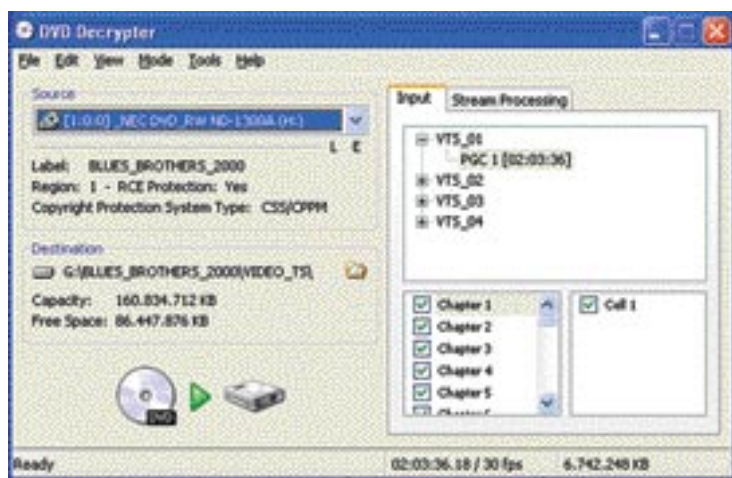 DVD Decrypter
File Edit View Mode Tools Help
Source
[1:0:0] _NEC DVD_RW ND-1300A (H:)
L E
Label: BLUES_BROTHERS_2000
Region: 1 - RCE Protection: Yes
Copyright Protection System Type: CSS/CPPM
Destination
G:\BLUES_BROTHERS_2000\VIDEO_TS\
Capacity: 160.834.712 KB
Free Space: 86.447.876 KB
DVD
Input Stream Processing
VTS_01
PGC 1 [02:03:36]
VTS_02
VTS_03
VTS_04
Chapter 1
Chapter 2
Chapter 3
Chapter 4
Chapter 5
Cell 1
Ready
02:03:36.18 / 30 fps
6.742.248 KB